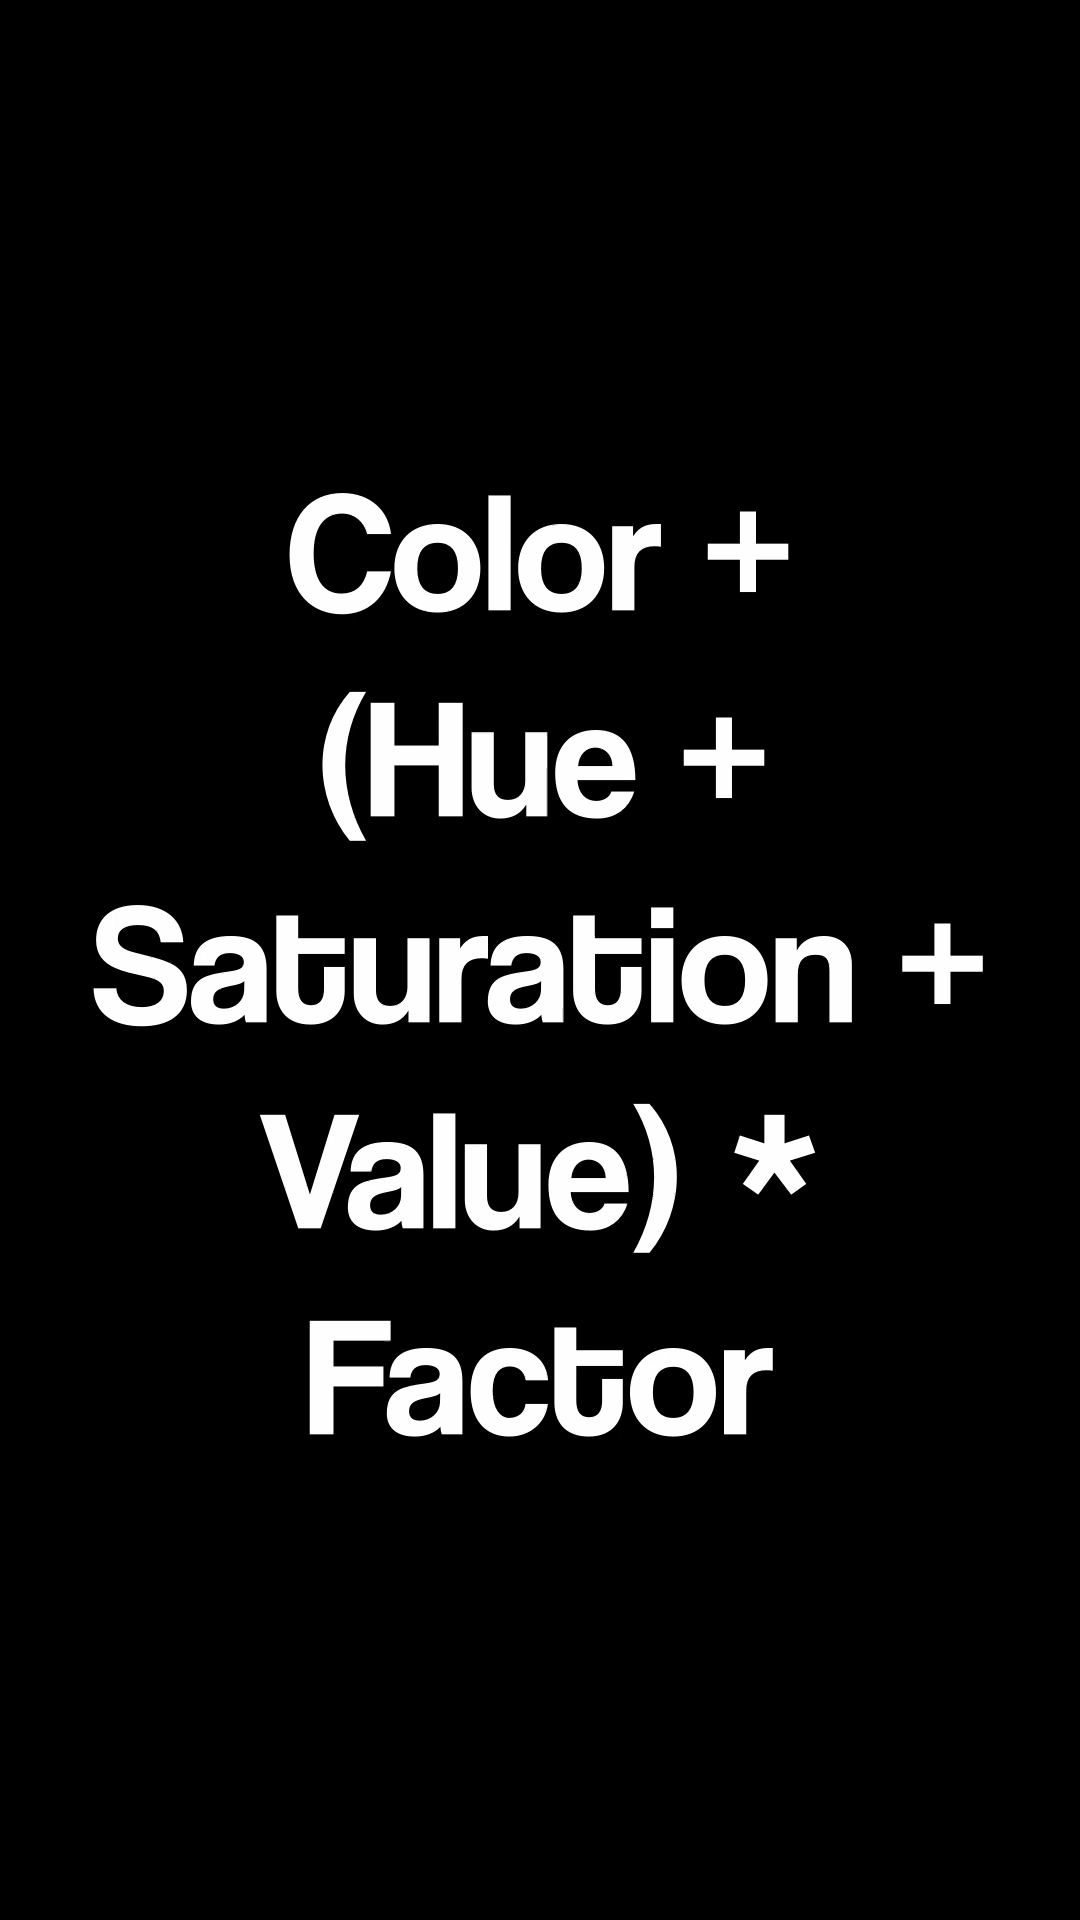 Color +
(Hue +
Saturation +
Value) *
Factor